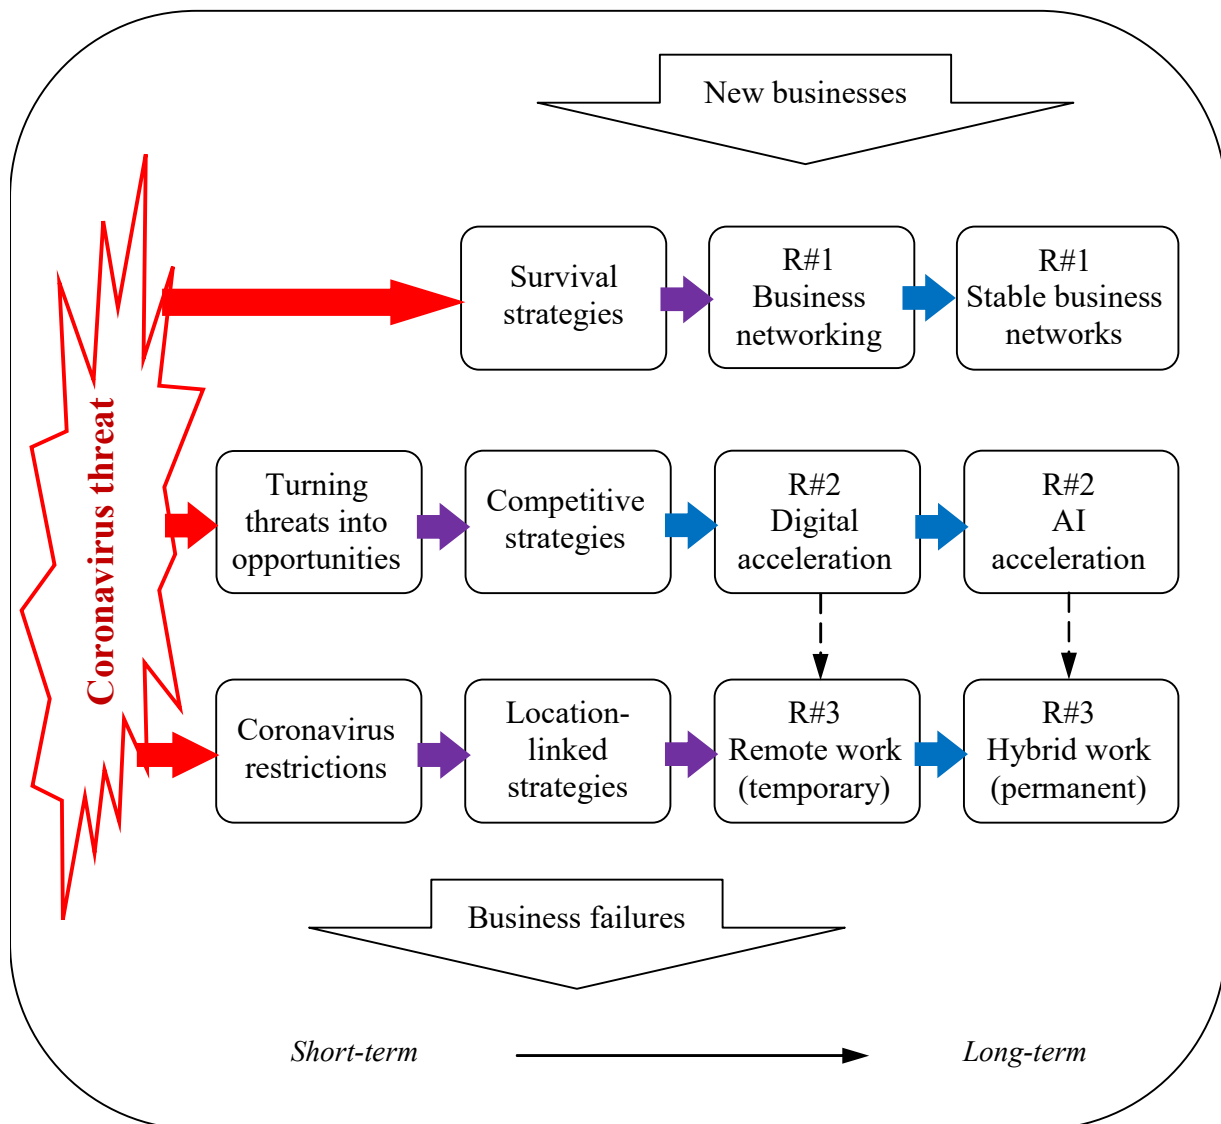 New businesses
Coronavirus threat
Survival
strategies
R#1
Business
networking
R#1
Stable business
networks
Turning
threats into
opportunities
Competitive
strategies
R#2
Digital
acceleration
R#2
AI
acceleration
Coronavirus
restrictions
Location-
linked
strategies
R#3
Remote work
(temporary)
R#3
Hybrid work
(permanent)
Business failures
Short-term
Long-term